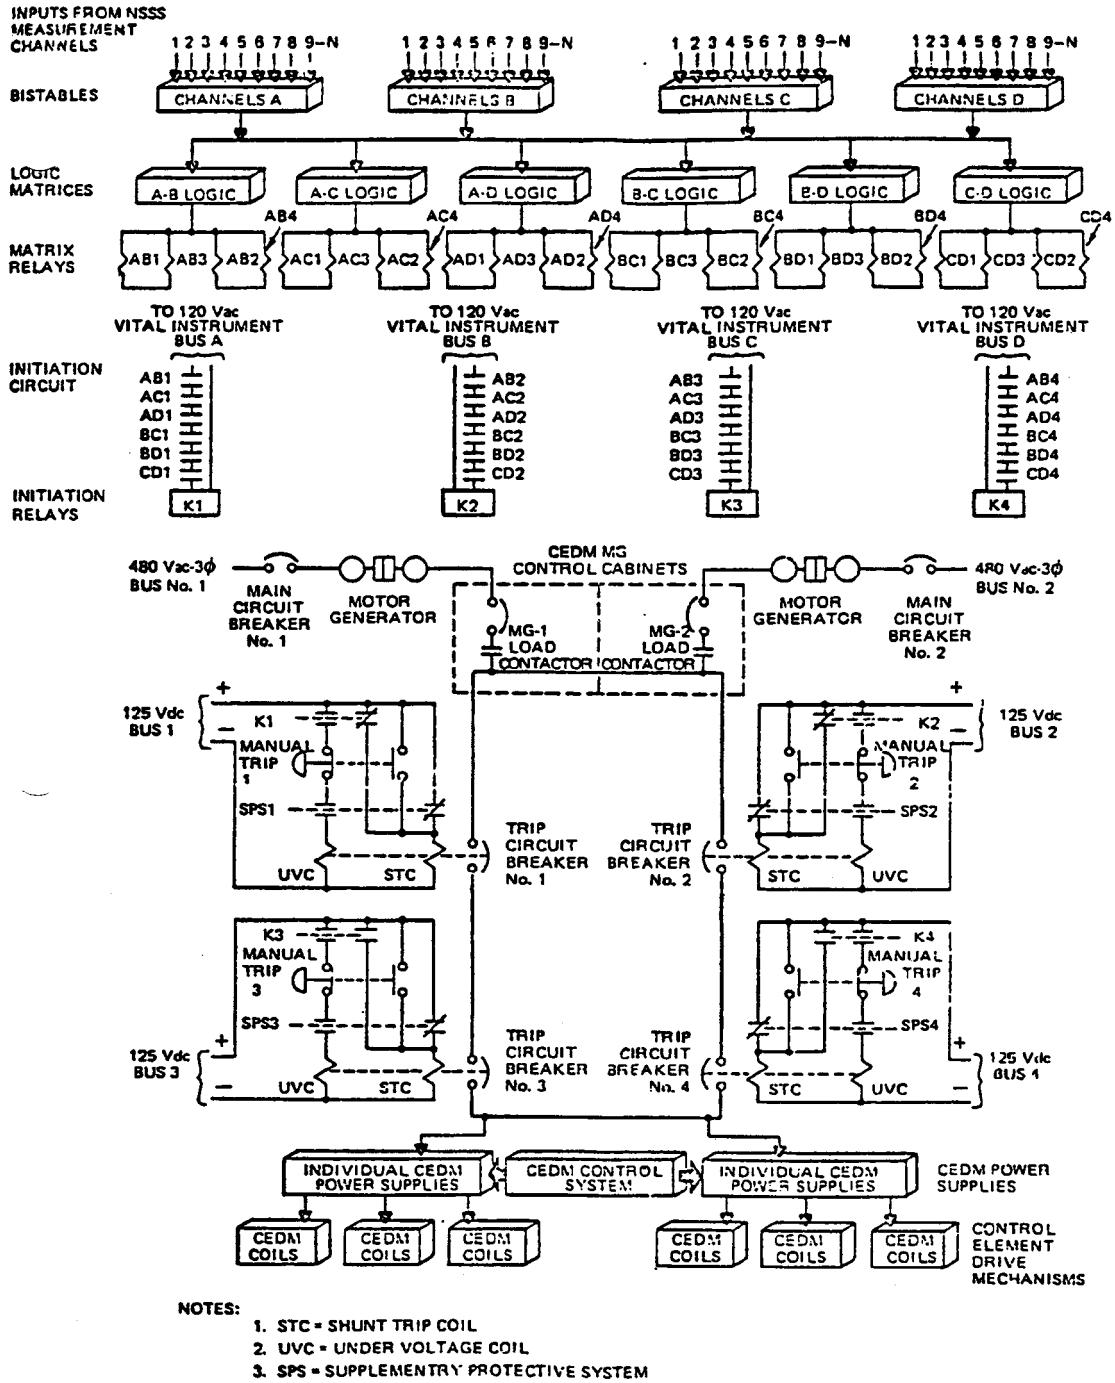 INPUTS FROM NSSS
MEASUREMENT
CHANNELS
1 2 3 4 5 6 7 8 9-N
1 2 3 4 5 6 7 8 9-N
1 2 3 4 5 6 7 8 9-N
1 2 3 4 5 6 7 8 9-N
BISTABLES
CHANNELS A
CHANNELS B
CHANNELS C
CHANNELS D
LOGIC
MATRICES
A-B LOGIC
A-C LOGIC
A-D LOGIC
B-C LOGIC
B-D LOGIC
C-D LOGIC
AB4
AC4
AD4
BC4
BD4
CD4
MATRIX
RELAYS
AB1 AB3 AB2
AC1 AC3 AC2
AD1 AD3 AD2
BC1 BC3 BC2
BD1 BD3 BD2
CD1 CD3 CD2
TO 120 Vac
VITAL INSTRUMENT
BUS A
TO 120 Vac
VITAL INSTRUMENT
BUS B
TO 120 Vac
VITAL INSTRUMENT
BUS C
TO 120 Vac
VITAL INSTRUMENT
BUS D
INITIATION
CIRCUIT
AB1
AC1
AD1
BC1
BD1
CD1
AB2
AC2
AD2
BC2
BD2
CD2
AB3
AC3
AD3
BC3
BD3
CD3
AB4
AC4
AD4
BC4
BD4
CD4
INITIATION
RELAYS
K1
K2
K3
K4
480 Vac-3ϕ
BUS No. 1
MAIN
CIRCUIT
BREAKER
No. 1
MOTOR
GENERATOR
CEDM MG
CONTROL CABINETS
MG-1
LOAD
CONTACTOR
MG-2
LOAD
CONTACTOR
MOTOR
GENERATOR
MAIN
CIRCUIT
BREAKER
No. 2
480 Vac-3ϕ
BUS No. 2
+
125 Vdc
BUS 1
–
K1
MANUAL
TRIP
1
SPS1
UVC
STC
TRIP
CIRCUIT
BREAKER
No. 1
TRIP
CIRCUIT
BREAKER
No. 2
+
125 Vdc
BUS 2
–
K2
MANUAL
TRIP
2
SPS2
STC
UVC
K3
MANUAL
TRIP
3
SPS3
+
125 Vdc
BUS 3
–
UVC
STC
TRIP
CIRCUIT
BREAKER
No. 3
TRIP
CIRCUIT
BREAKER
No. 4
K4
MANUAL
TRIP
4
SPS4
+
125 Vdc
BUS 4
–
STC
UVC
INDIVIDUAL CEDM
POWER SUPPLIES
CEDM CONTROL
SYSTEM
INDIVIDUAL CEDM
POWER SUPPLIES
CEDM POWER
SUPPLIES
CEDM
COILS
CEDM
COILS
CEDM
COILS
CEDM
COILS
CEDM
COILS
CEDM
COILS
CONTROL
ELEMENT
DRIVE
MECHANISMS
NOTES:
1. STC = SHUNT TRIP COIL
2. UVC = UNDER VOLTAGE COIL
3. SPS = SUPPLEMENTRY PROTECTIVE SYSTEM